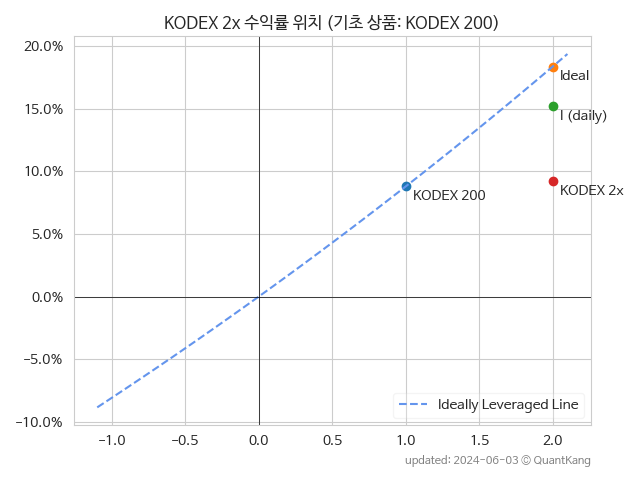 KODEX 2x 수익률 위치 (기초 상품: KODEX 200)
20.0%
15.0%
10.0%
5.0%
0.0%
-5.0%
-10.0%
Ideal
I (daily)
KODEX 2x
KODEX 200
Ideally Leveraged Line
-1.0
-0.5
0.0
0.5
1.0
1.5
2.0
updated: 2024-06-03 © QuantKang